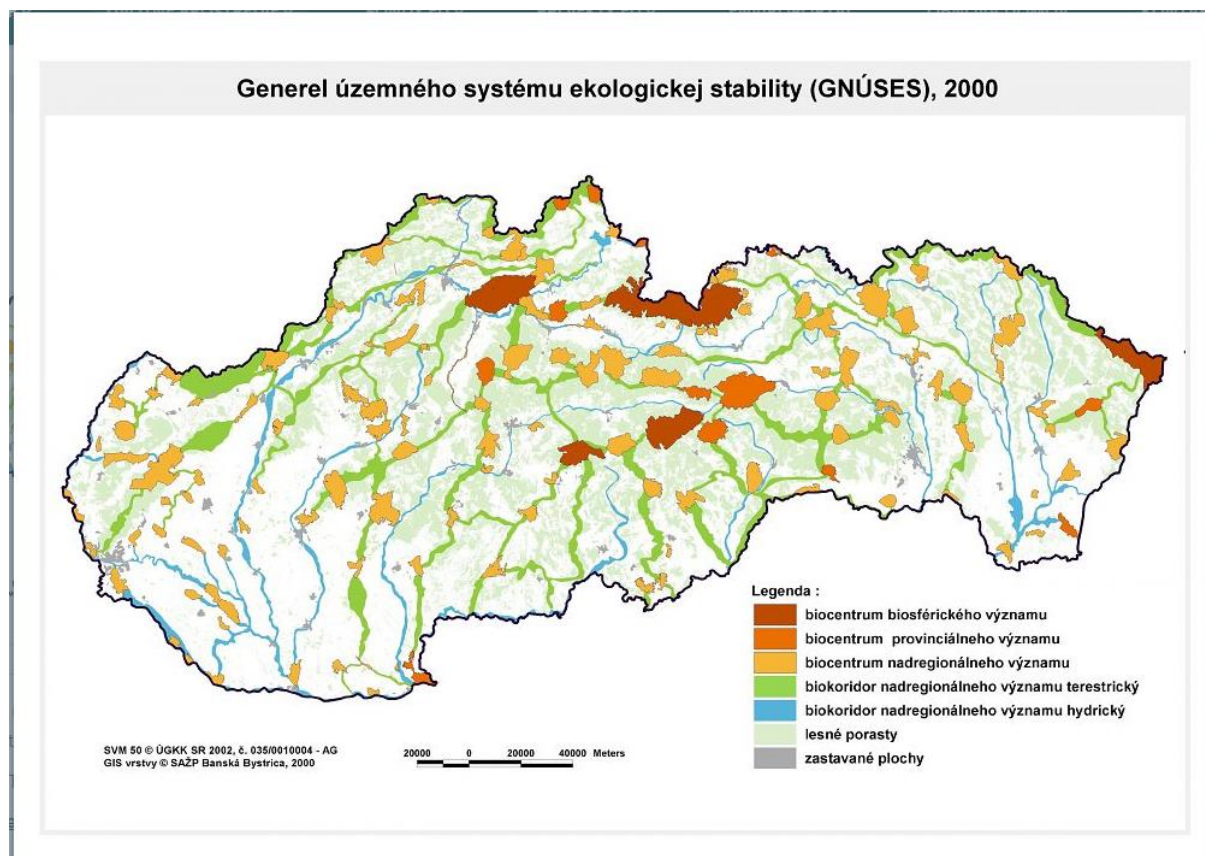 Generel územného systému ekologickej stability (GNÚSES), 2000
Legenda :
biocentrum biosférického významu
biocentrum provinciálneho významu
biocentrum nadregionálneho významu
biokoridor nadregionálneho významu terestrický
biokoridor nadregionálneho významu hydrický
lesné porasty
zastavané plochy
SVM 50 © ÚGKK SR 2002, č. 035/0010004 - AG
GIS vrstvy © SAŽP Banská Bystrica, 2000
20000 0 20000 40000 Meters